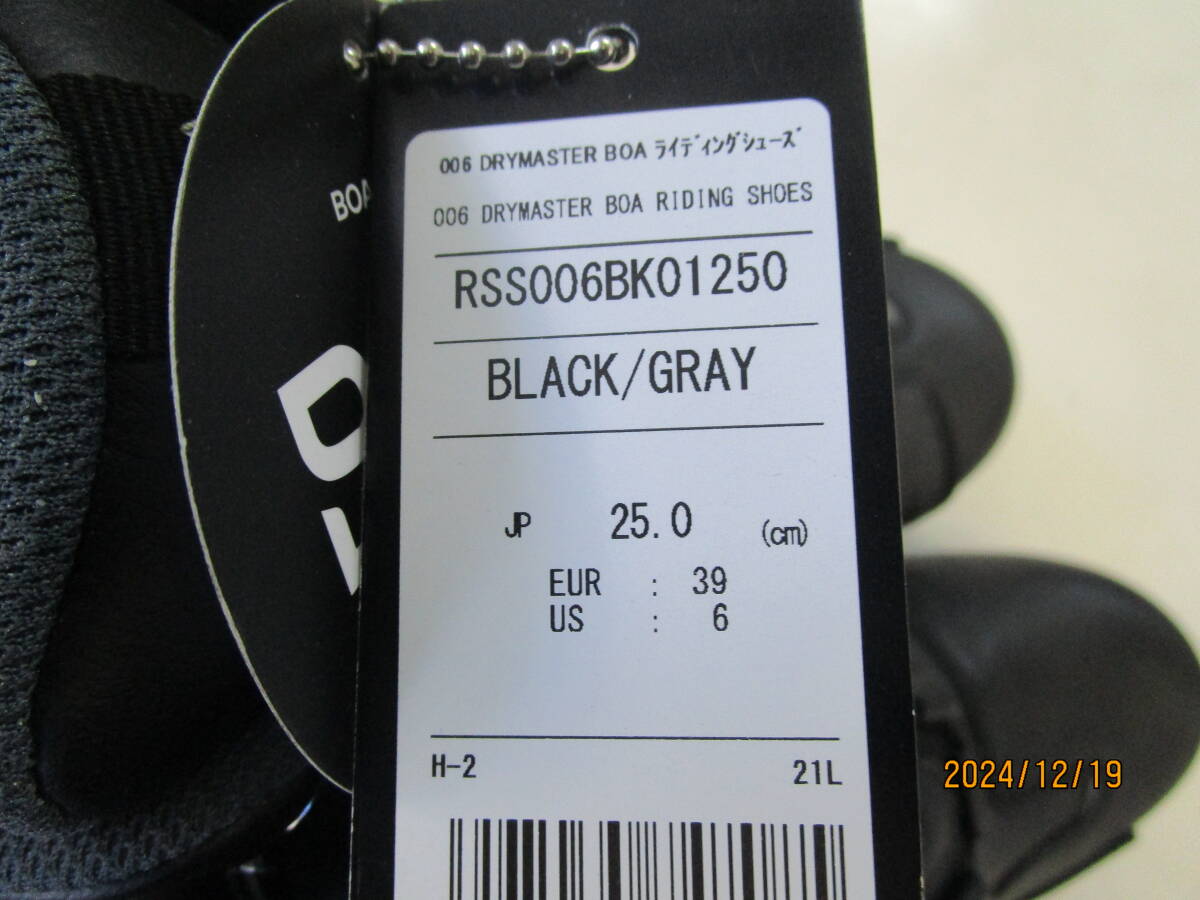 006 DRYMASTER BOA ﾗｲﾃﾞｨﾝｸﾞｼｭｰｽﾞ
006 DRYMASTER BOA RIDING SHOES
RSS006BK01250
BLACK/GRAY
JP 25.0 (cm)
EUR : 39
US : 6
H-2 21L
BOA
2024/12/19